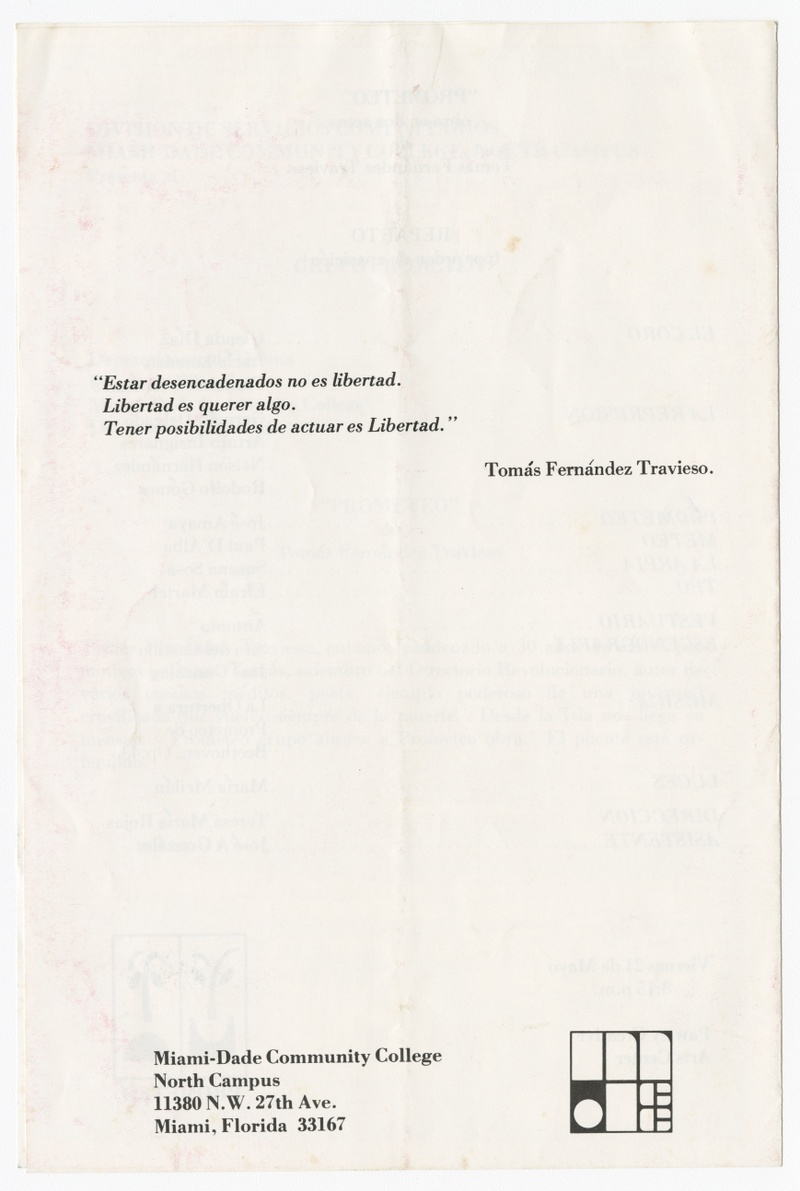 “Estar desencadenados no es libertad.
Libertad es querer algo.
Tener posibilidades de actuar es Libertad.”
Tomás Fernández Travieso.
Miami-Dade Community College
North Campus
11380 N.W. 27th Ave.
Miami, Florida 33167